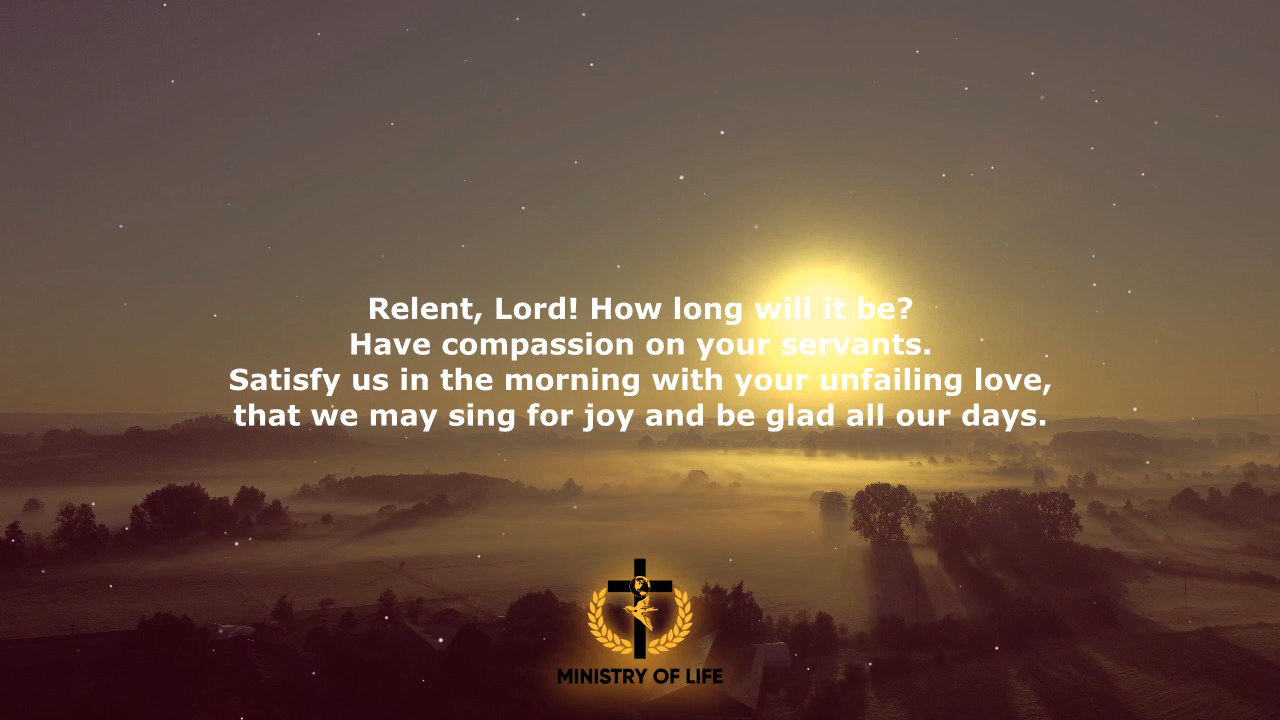 Relent, Lord! How long will it be?
Have compassion on your servants.
Satisfy us in the morning with your unfailing love,
that we may sing for joy and be glad all our days.
MINISTRY OF LIFE